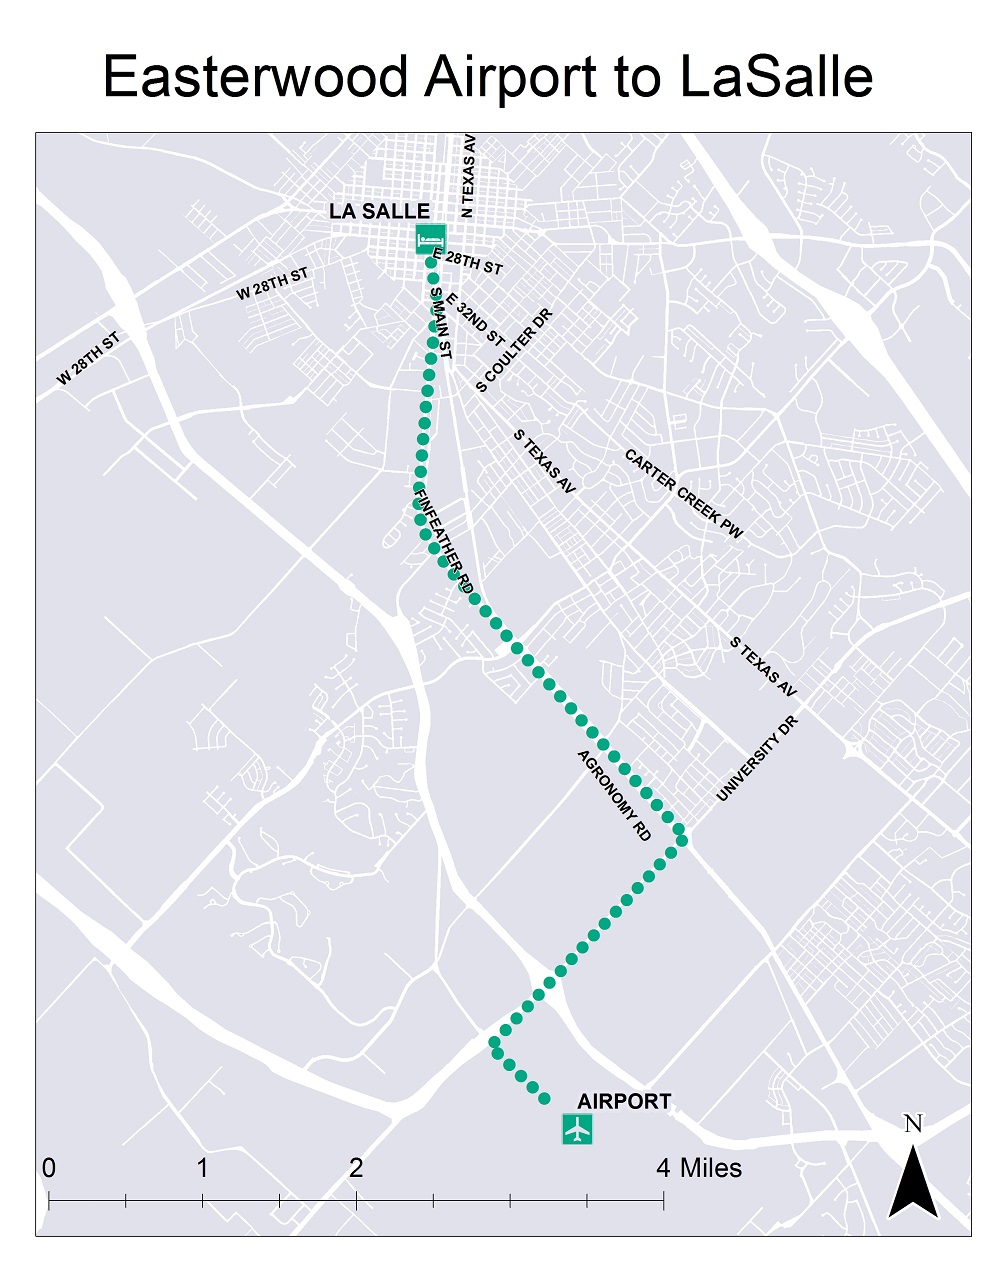 Easterwood Airport to LaSalle
N TEXAS AV
LA SALLE
E 28TH ST
W 28TH ST
S MAIN ST
E 32ND ST
S COULTER DR
W 28TH ST
S TEXAS AV
CARTER CREEK PW
FINFEATHER RD
S TEXAS AV
UNIVERSITY DR
AGRONOMY RD
AIRPORT
N
0 1 2 4 Miles